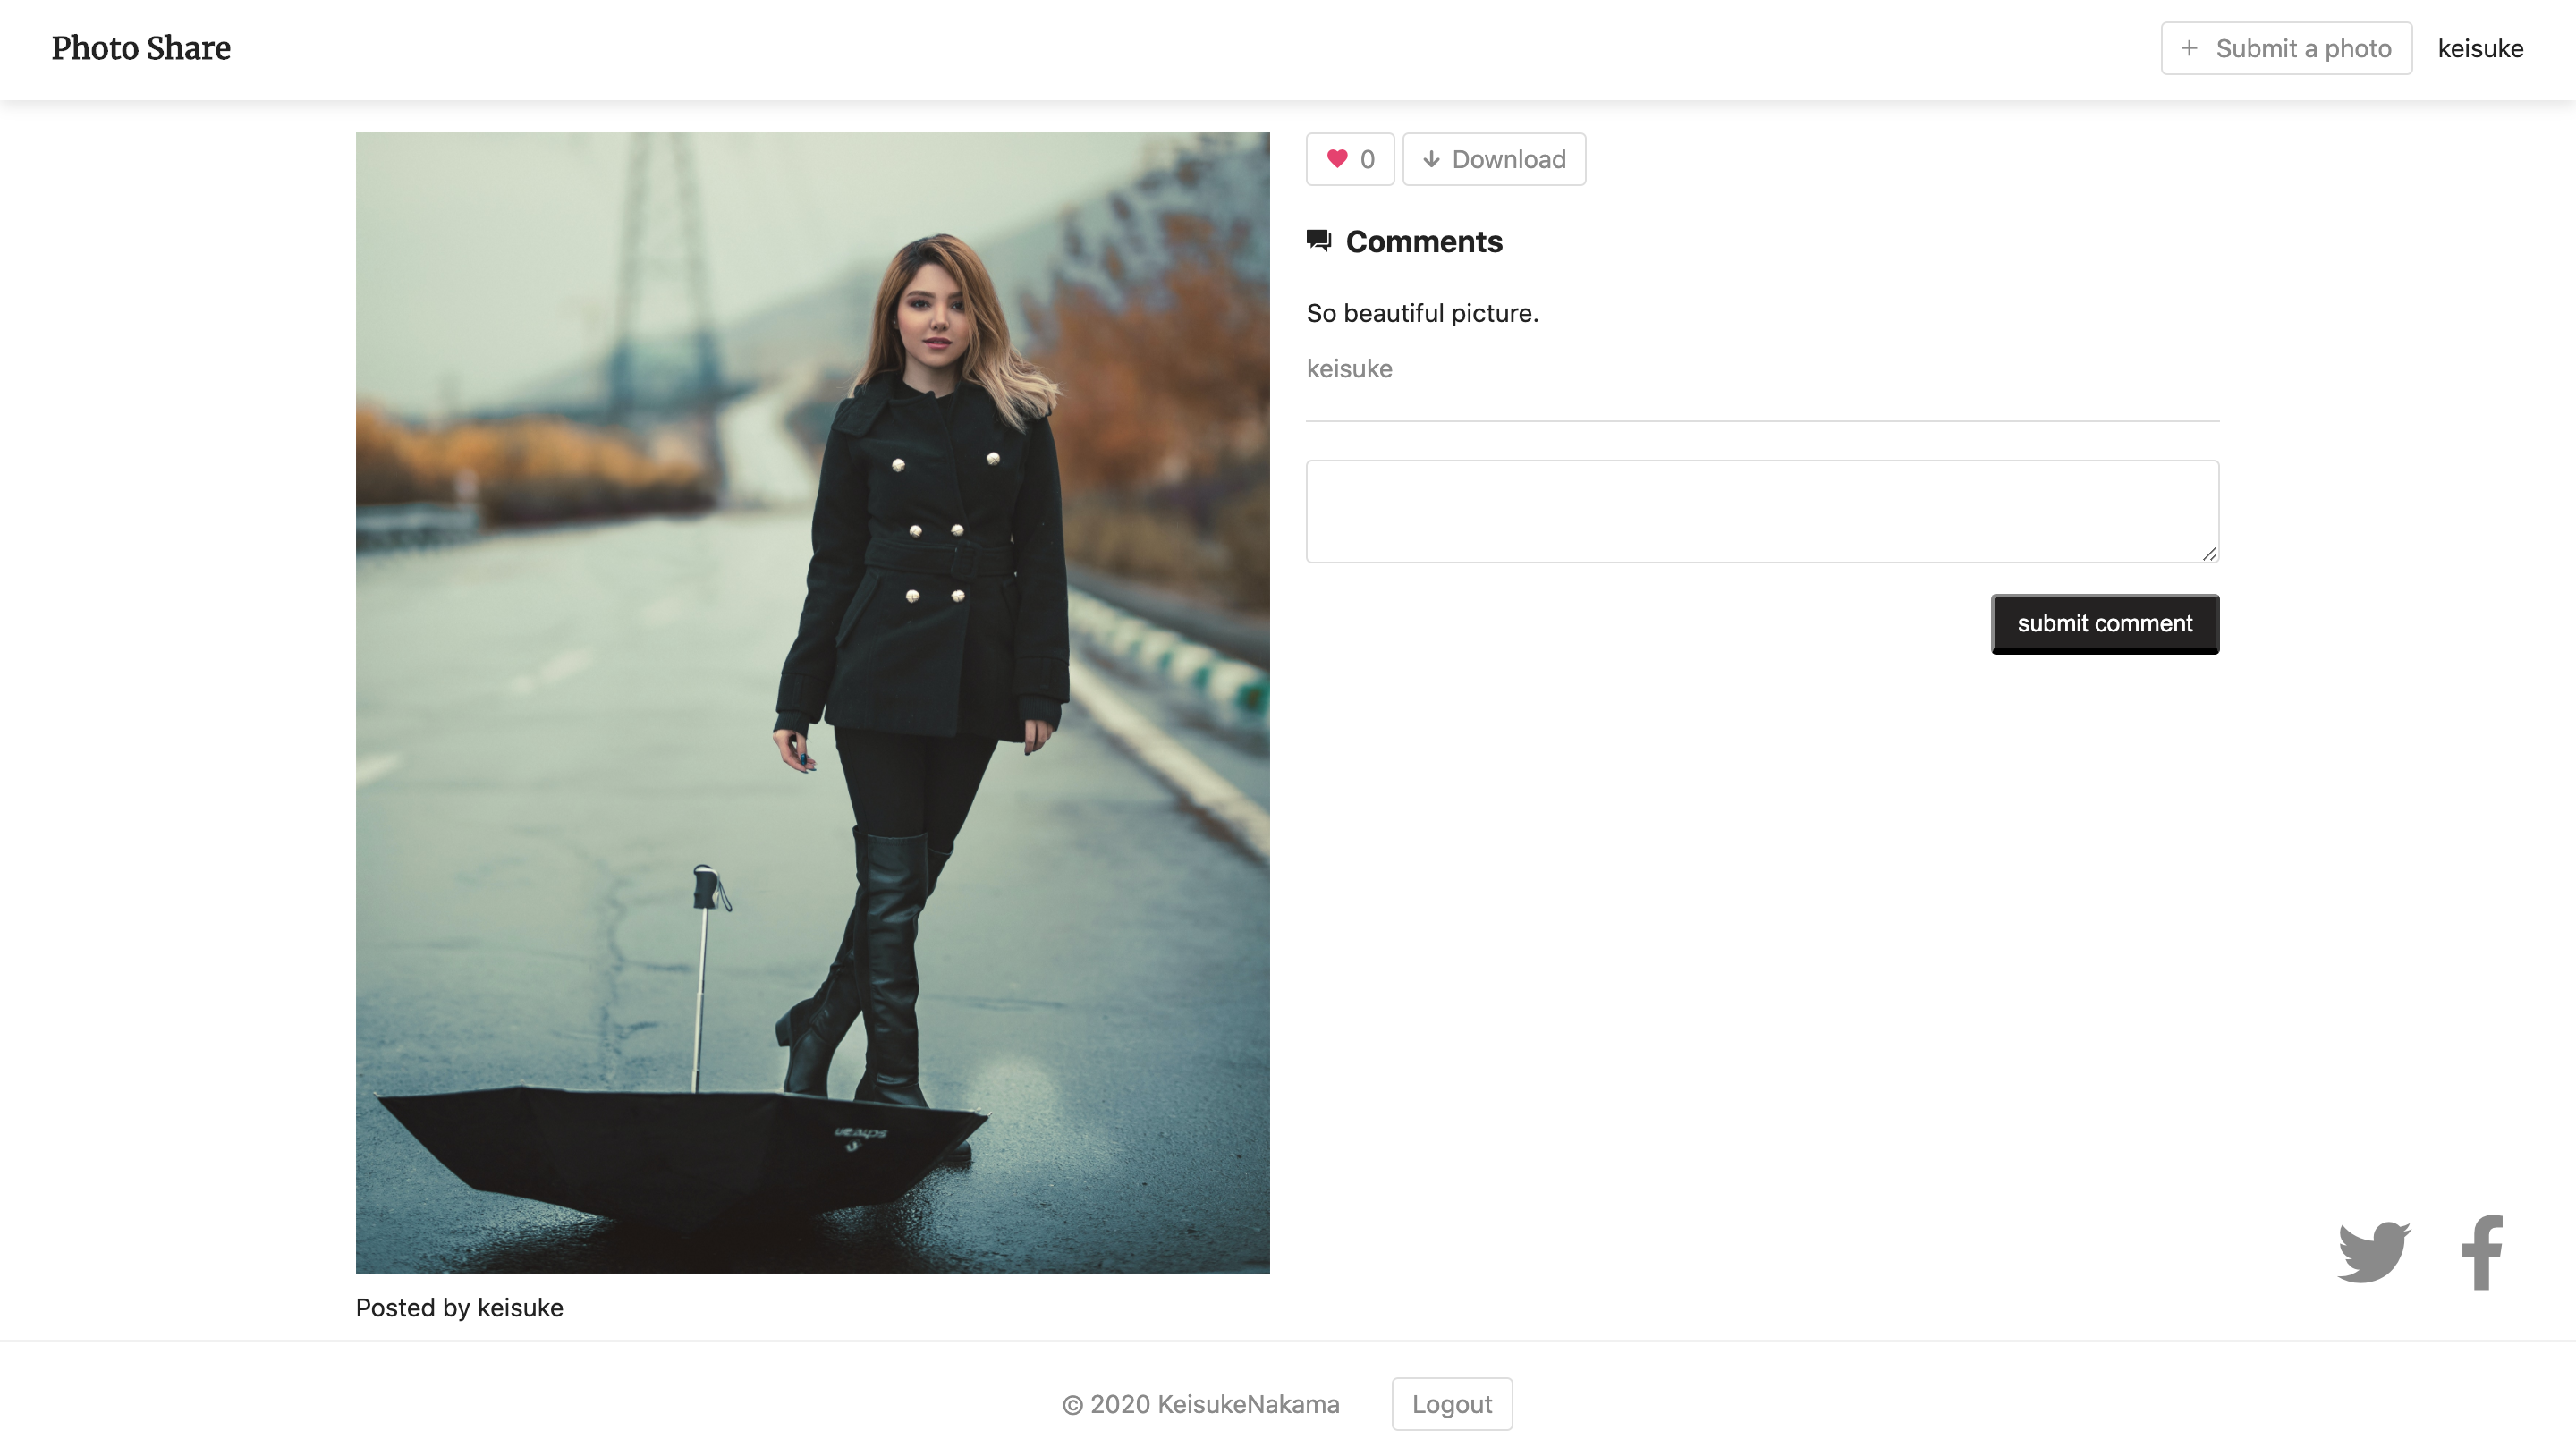 Photo Share
+ Submit a photo
keisuke
0
Download
Comments
So beautiful picture.
keisuke
submit comment
Posted by keisuke
© 2020 KeisukeNakama
Logout